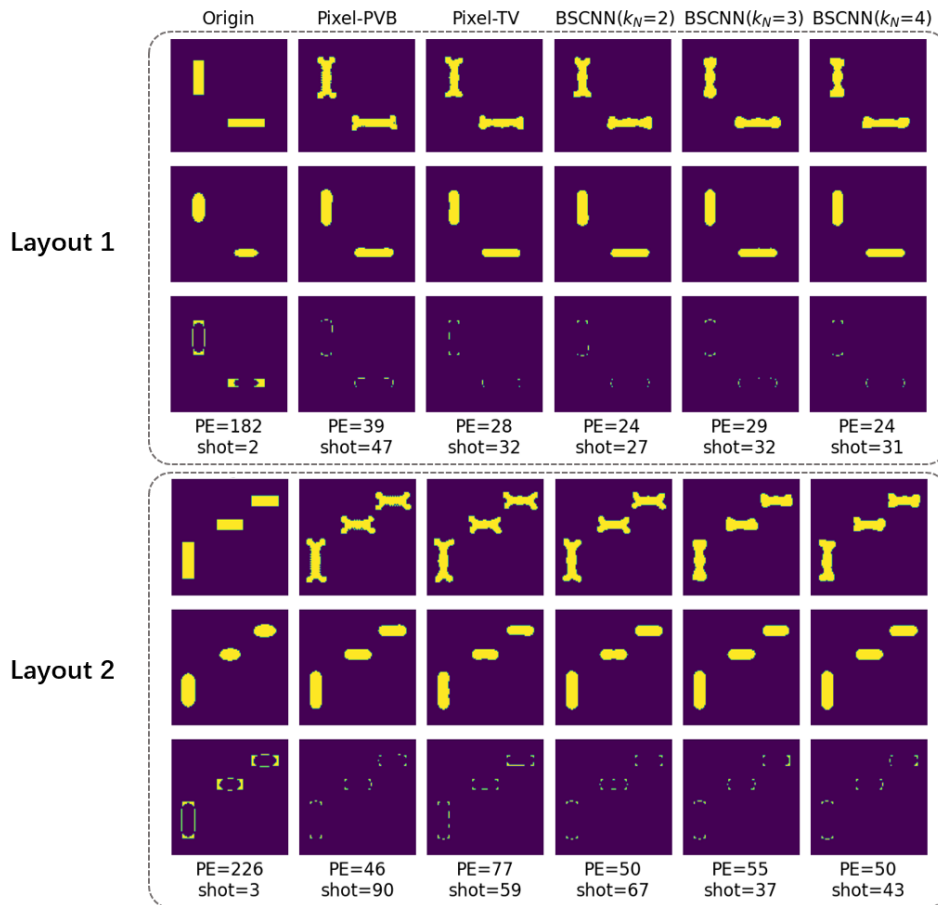 Origin Pixel-PVB Pixel-TV BSCNN(k_N=2) BSCNN(k_N=3) BSCNN(k_N=4)
Layout 1
PE=182 PE=39 PE=28 PE=24 PE=29 PE=24
shot=2 shot=47 shot=32 shot=27 shot=32 shot=31
Layout 2
PE=226 PE=46 PE=77 PE=50 PE=55 PE=50
shot=3 shot=90 shot=59 shot=67 shot=37 shot=43